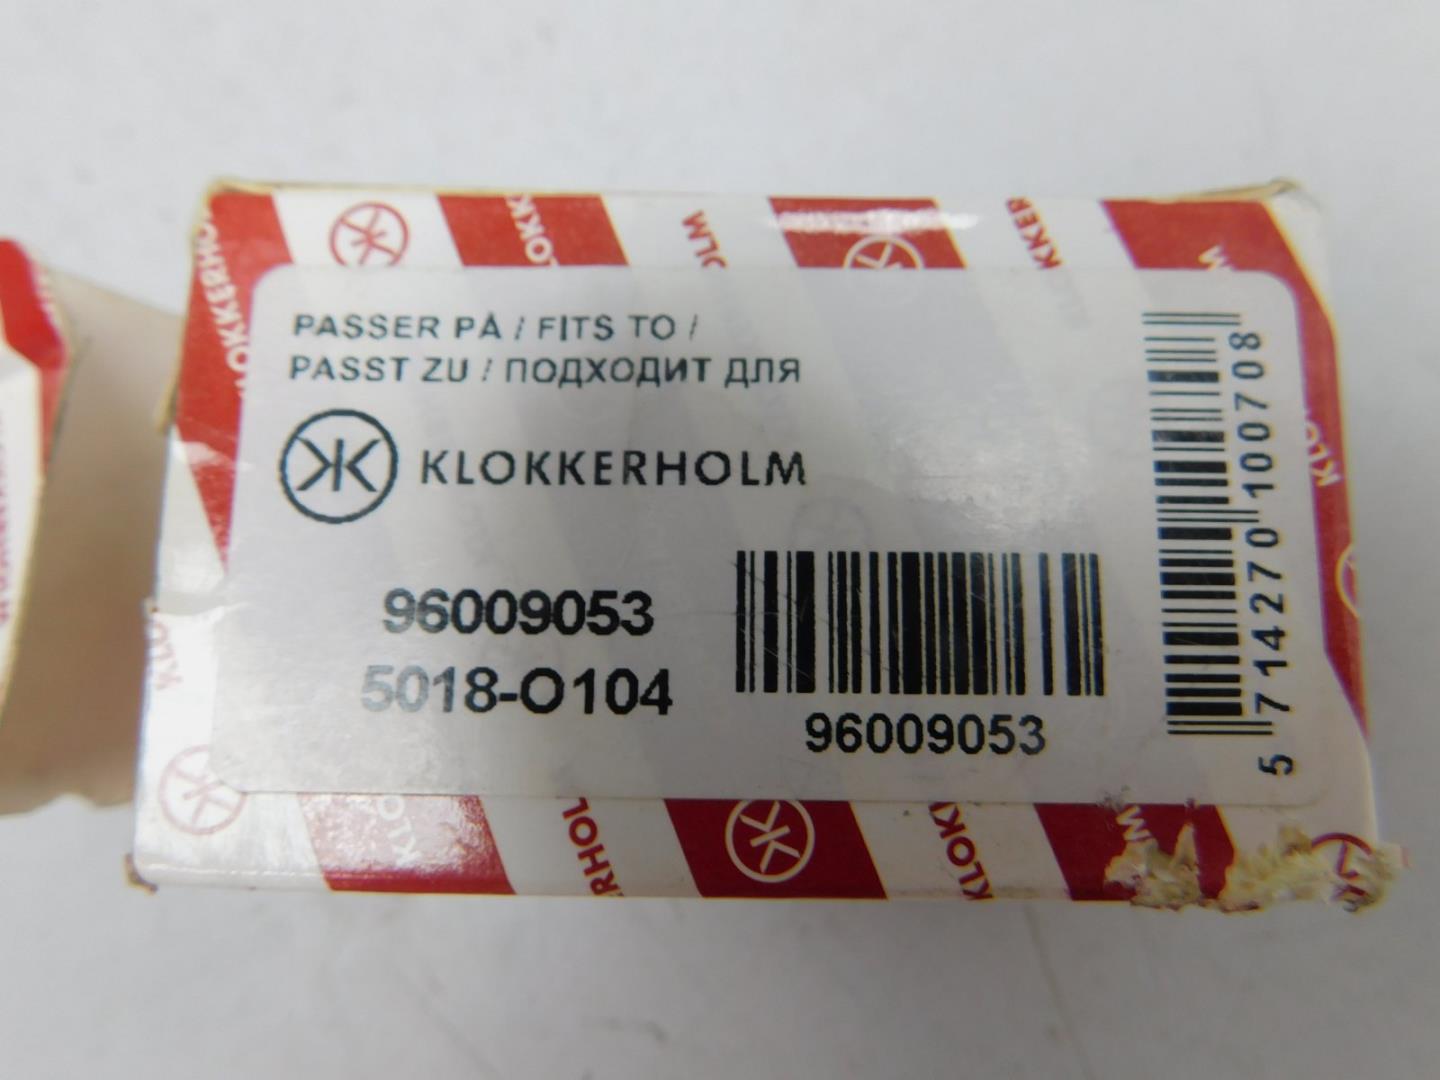 PASSER PÅ / FITS TO /
PASST ZU / ПОДХОДИТ ДЛЯ
KLOKKERHOLM
96009053
5018-O104
96009053
5 714270 100708